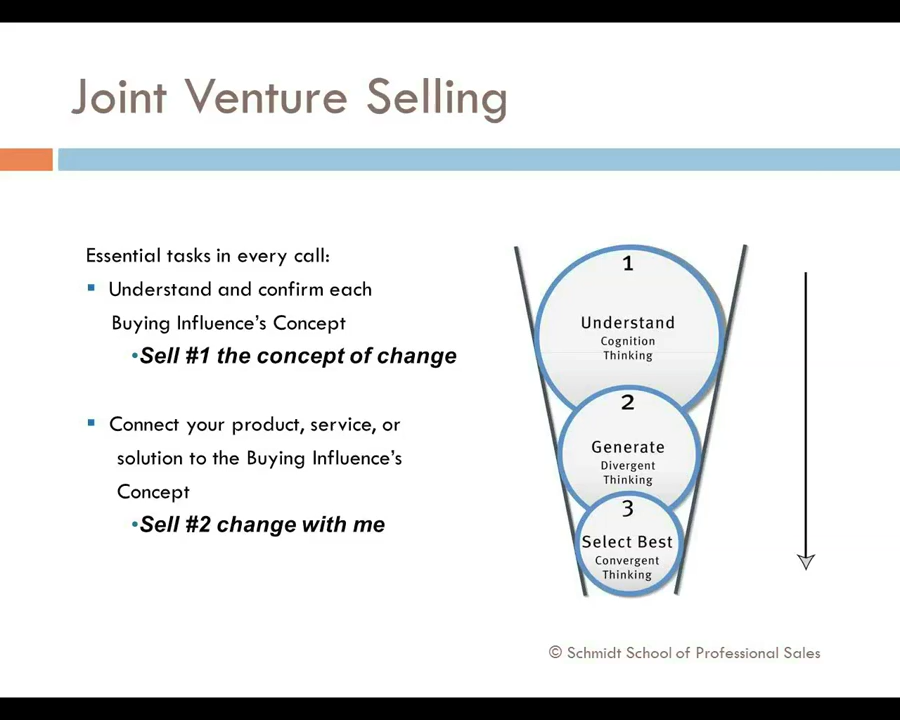 Joint Venture Selling
Essential tasks in every call:
▪ Understand and confirm each
Buying Influence’s Concept
•Sell #1 the concept of change
▪ Connect your product, service, or
solution to the Buying Influence’s
Concept
•Sell #2 change with me
1
Understand
Cognition
Thinking
2
Generate
Divergent
Thinking
3
Select Best
Convergent
Thinking
© Schmidt School of Professional Sales